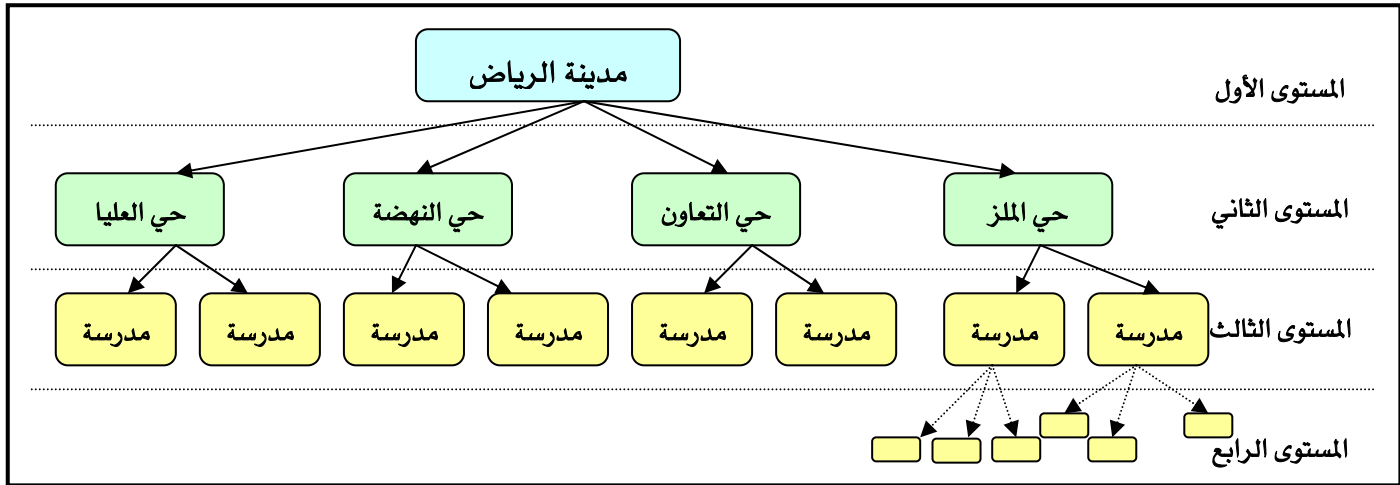 مدينة الرياض
المستوى الأول
المستوى الثاني
حي الملز
حي التعاون
حي النهضة
حي العليا
المستوى الثالث
مدرسة
مدرسة
مدرسة
مدرسة
مدرسة
مدرسة
مدرسة
مدرسة
المستوى الرابع